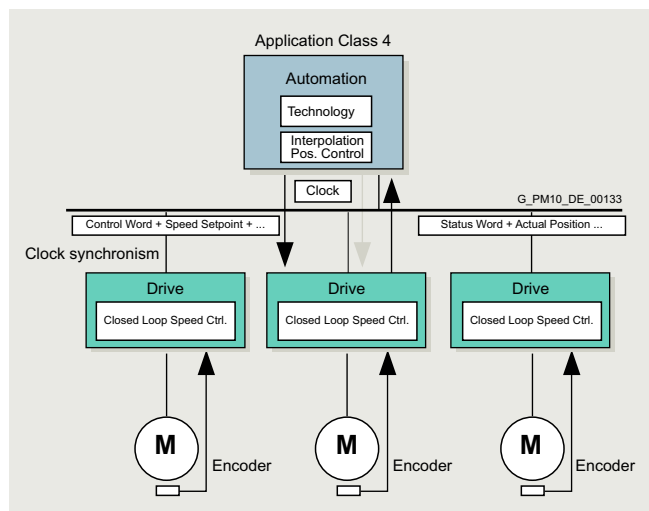 Application Class 4
Automation
Technology
Interpolation
Pos. Control
Clock
G_PM10_DE_00133
Control Word + Speed Setpoint + ...
Status Word + Actual Position ...
Clock synchronism
Drive
Drive
Drive
Closed Loop Speed Ctrl.
Closed Loop Speed Ctrl.
Closed Loop Speed Ctrl.
M
M
M
Encoder
Encoder
Encoder